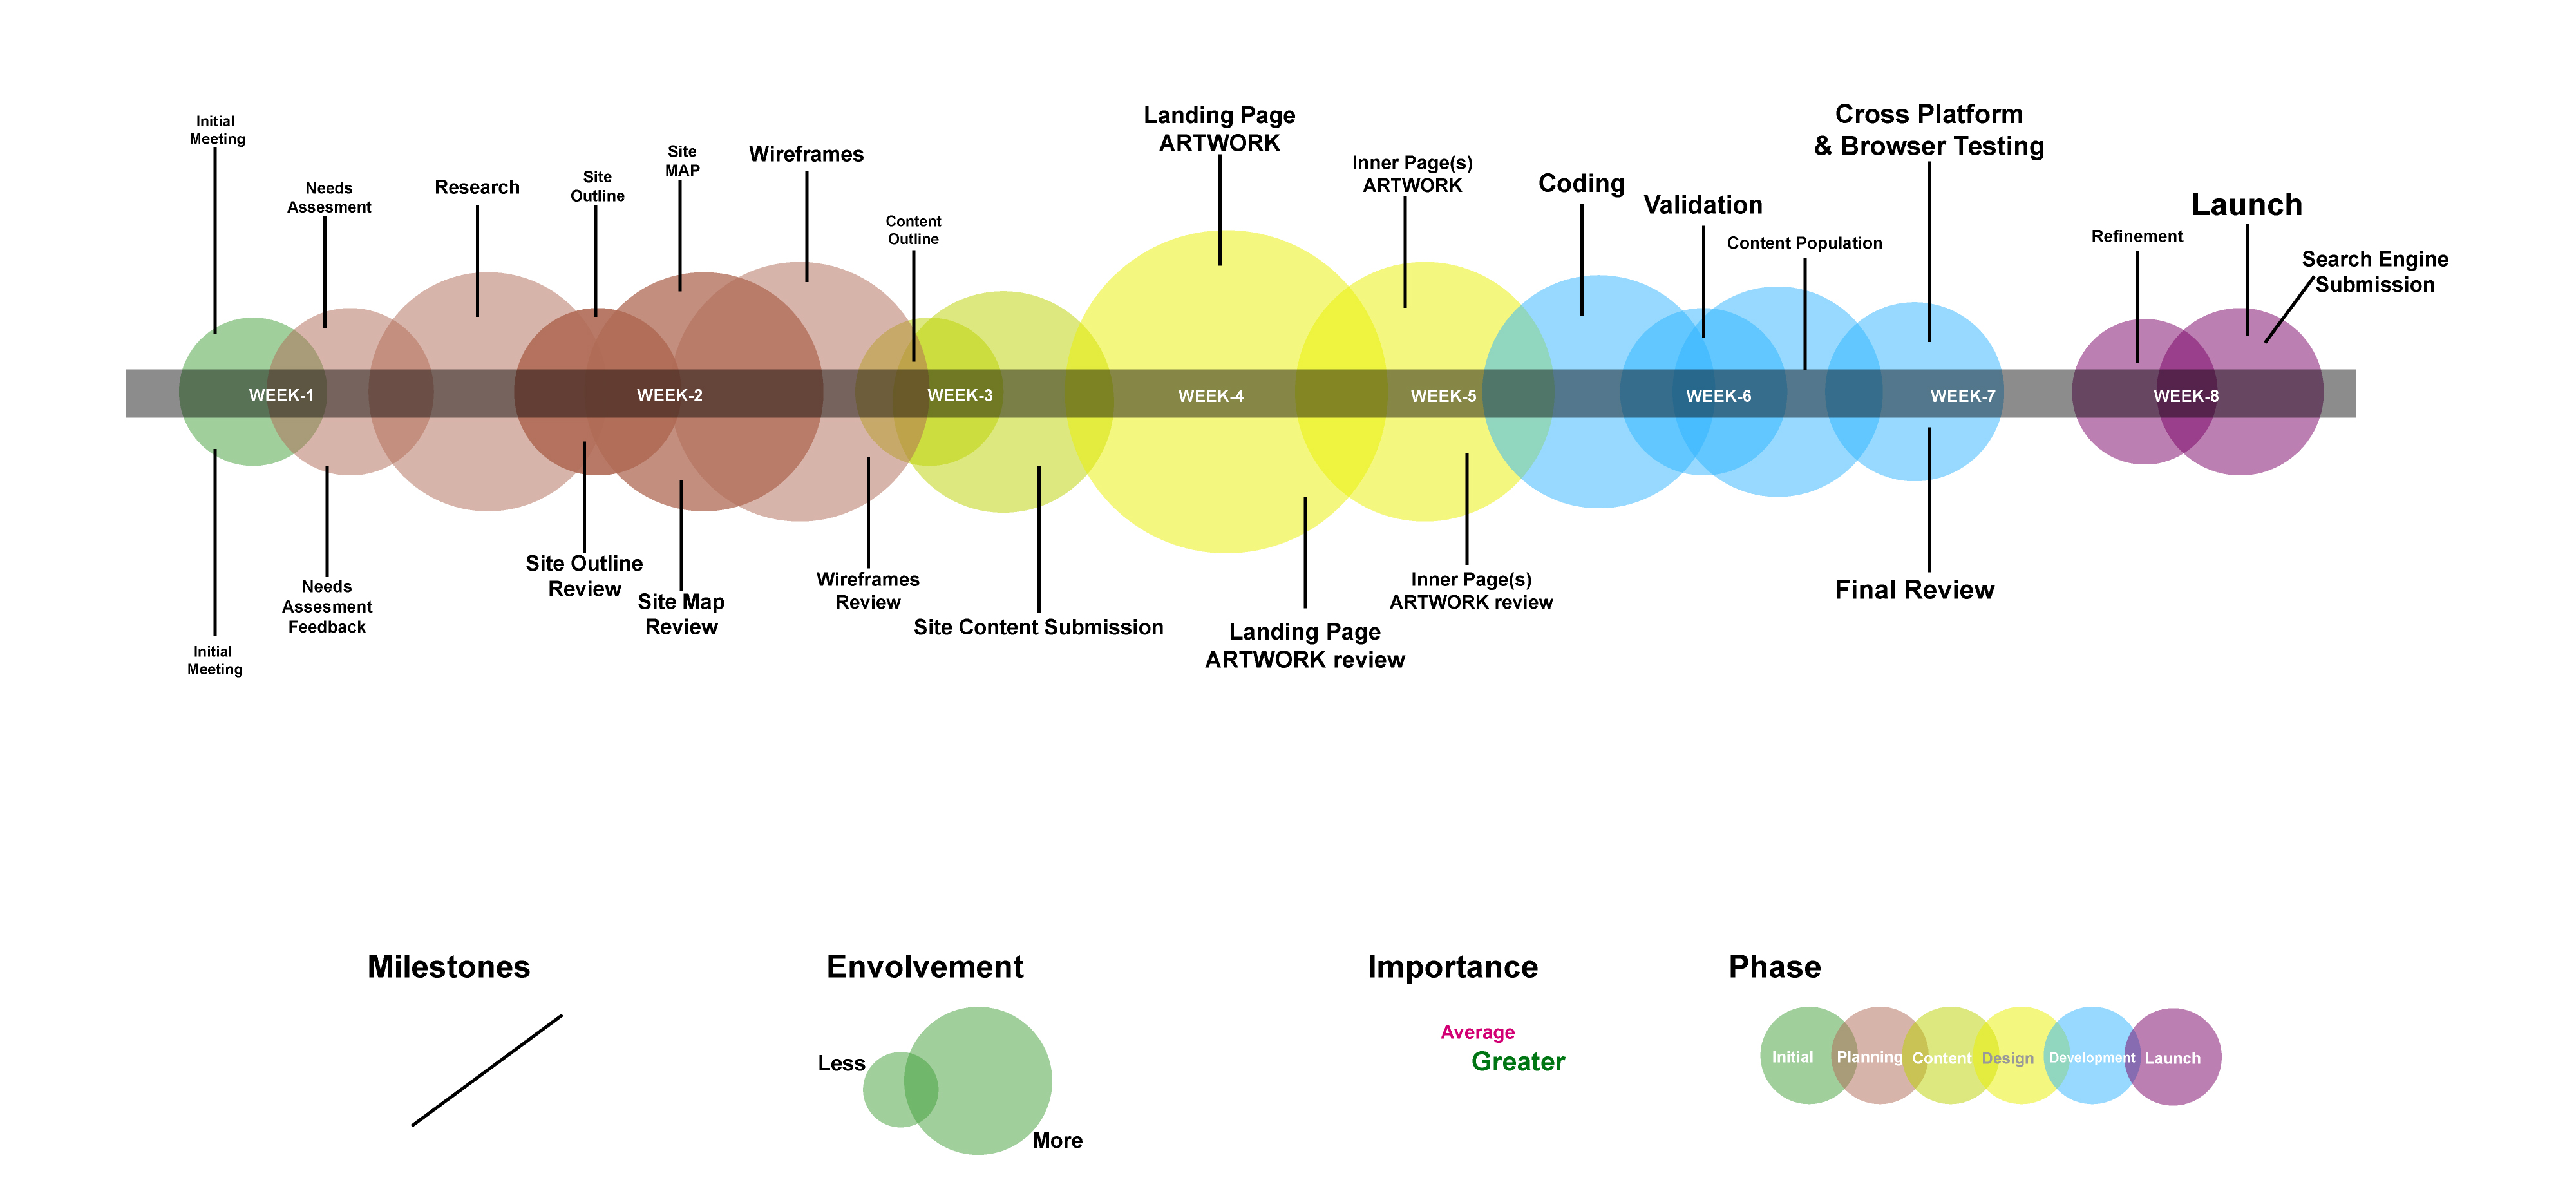 Initial
Meeting
Needs
Assesment
Research
Site
Outline
Site
MAP
Wireframes
Content
Outline
Landing Page
ARTWORK
Inner Page(s)
ARTWORK
Coding
Validation
Content Population
Cross Platform
& Browser Testing
Refinement
Launch
Search Engine
Submission
WEEK-1
WEEK-2
WEEK-3
WEEK-4
WEEK-5
WEEK-6
WEEK-7
WEEK-8
Initial
Meeting
Needs
Assesment
Feedback
Site Outline
Review
Site Map
Review
Wireframes
Review
Site Content Submission
Landing Page
ARTWORK review
Inner Page(s)
ARTWORK review
Final Review
Milestones
Envolvement
Less
More
Importance
Average
Greater
Phase
Initial
Planning
Content
Design
Development
Launch